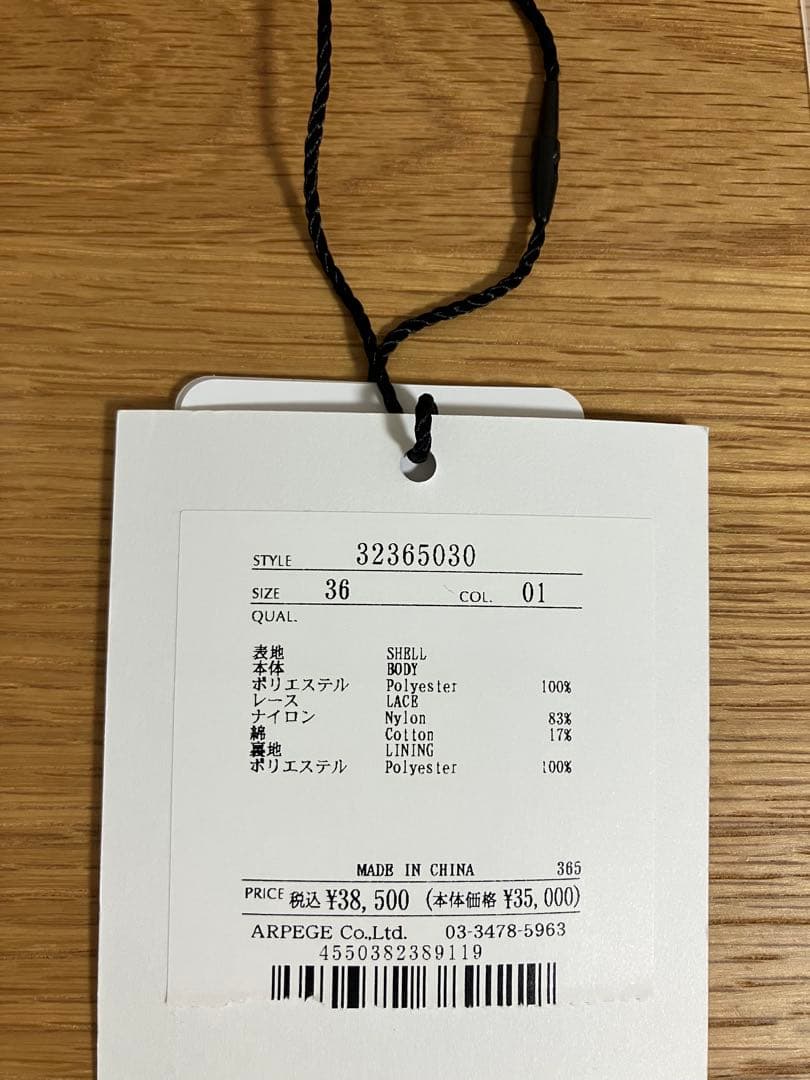 STYLE 32365030
SIZE 36 COL. 01
QUAL.
表地 SHELL
本体 BODY
ポリエステル Polyester 100%
レース LACE
ナイロン Nylon 83%
綿 Cotton 17%
裏地 LINING
ポリエステル Polyester 100%
MADE IN CHINA 365
PRICE 税込 ¥38,500 (本体価格 ¥35,000)
ARPEGE Co.,Ltd. 03-3478-5963
4550382389119